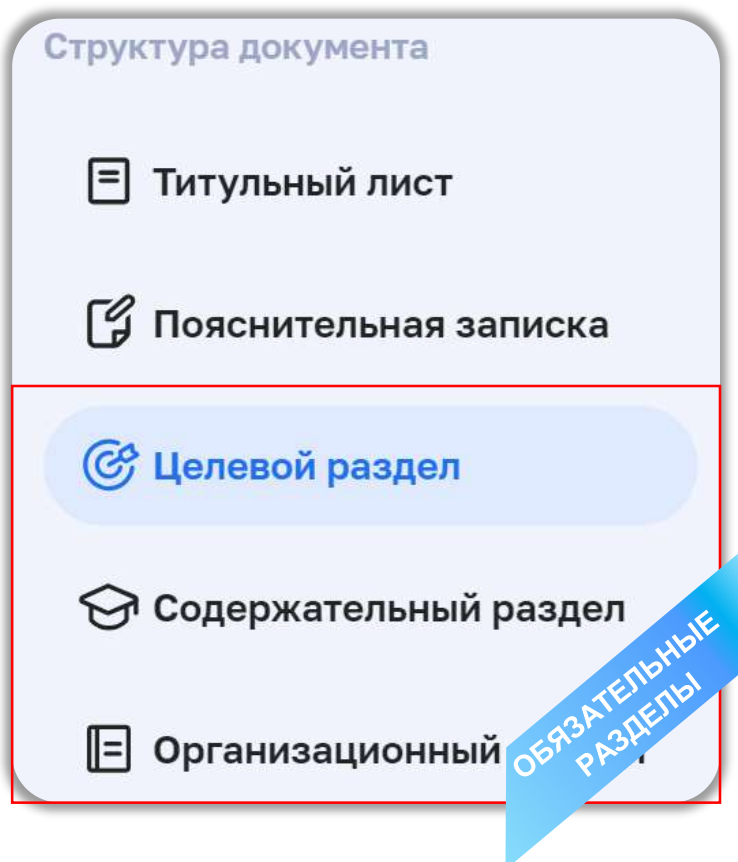 Структура документа
Титульный лист
Пояснительная записка
Целевой раздел
Содержательный раздел
Организационный
ОБЯЗАТЕЛЬНЫЕ
РАЗДЕЛЫ